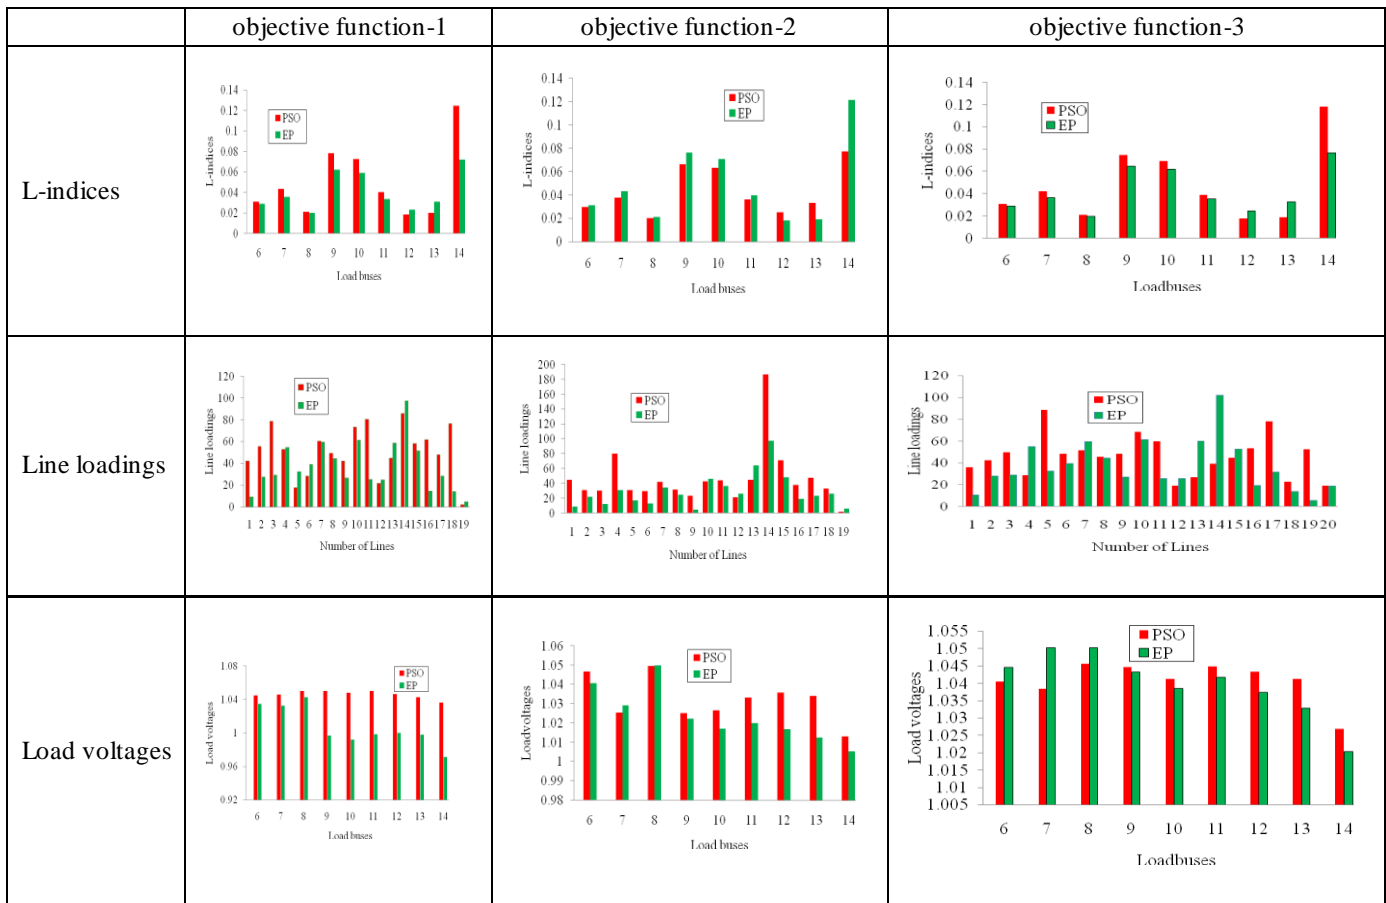 objective function-1
objective function-2
objective function-3
L-indices
0.14
0.12
0.1
0.08
0.06
0.04
0.02
0
L-indices
PSO
EP
6 7 8 9 10 11 12 13 14
Load buses
0.14
0.12
0.1
0.08
0.06
0.04
0.02
0
L-indices
PSO
EP
6 7 8 9 10 11 12 13 14
Load buses
0.14
0.12
0.1
0.08
0.06
0.04
0.02
0
L-indices
PSO
EP
6 7 8 9 10 11 12 13 14
Loadbuses
Line loadings
120
100
80
60
40
20
0
Line loadings
PSO
EP
1 2 3 4 5 6 7 8 9 10 11 12 13 14 15 16 17 18 19
Number of Lines
200
180
160
140
120
100
80
60
40
20
0
Line loadings
PSO
EP
1 2 3 4 5 6 7 8 9 10 11 12 13 14 15 16 17 18 19
Number of Lines
120
100
80
60
40
20
0
Line loadings
PSO
EP
1 2 3 4 5 6 7 8 9 10 11 12 13 14 15 16 17 18 19 20
Number of Lines
Load voltages
1.08
1.04
1
0.96
0.92
Load voltages
PSO
EP
6 7 8 9 10 11 12 13 14
Load buses
1.06
1.05
1.04
1.03
1.02
1.01
1
0.99
0.98
Loadvoltages
PSO
EP
6 7 8 9 10 11 12 13 14
Load buses
1.055
1.05
1.045
1.04
1.035
1.03
1.025
1.02
1.015
1.01
1.005
Load voltages
PSO
EP
6 7 8 9 10 11 12 13 14
Loadbuses